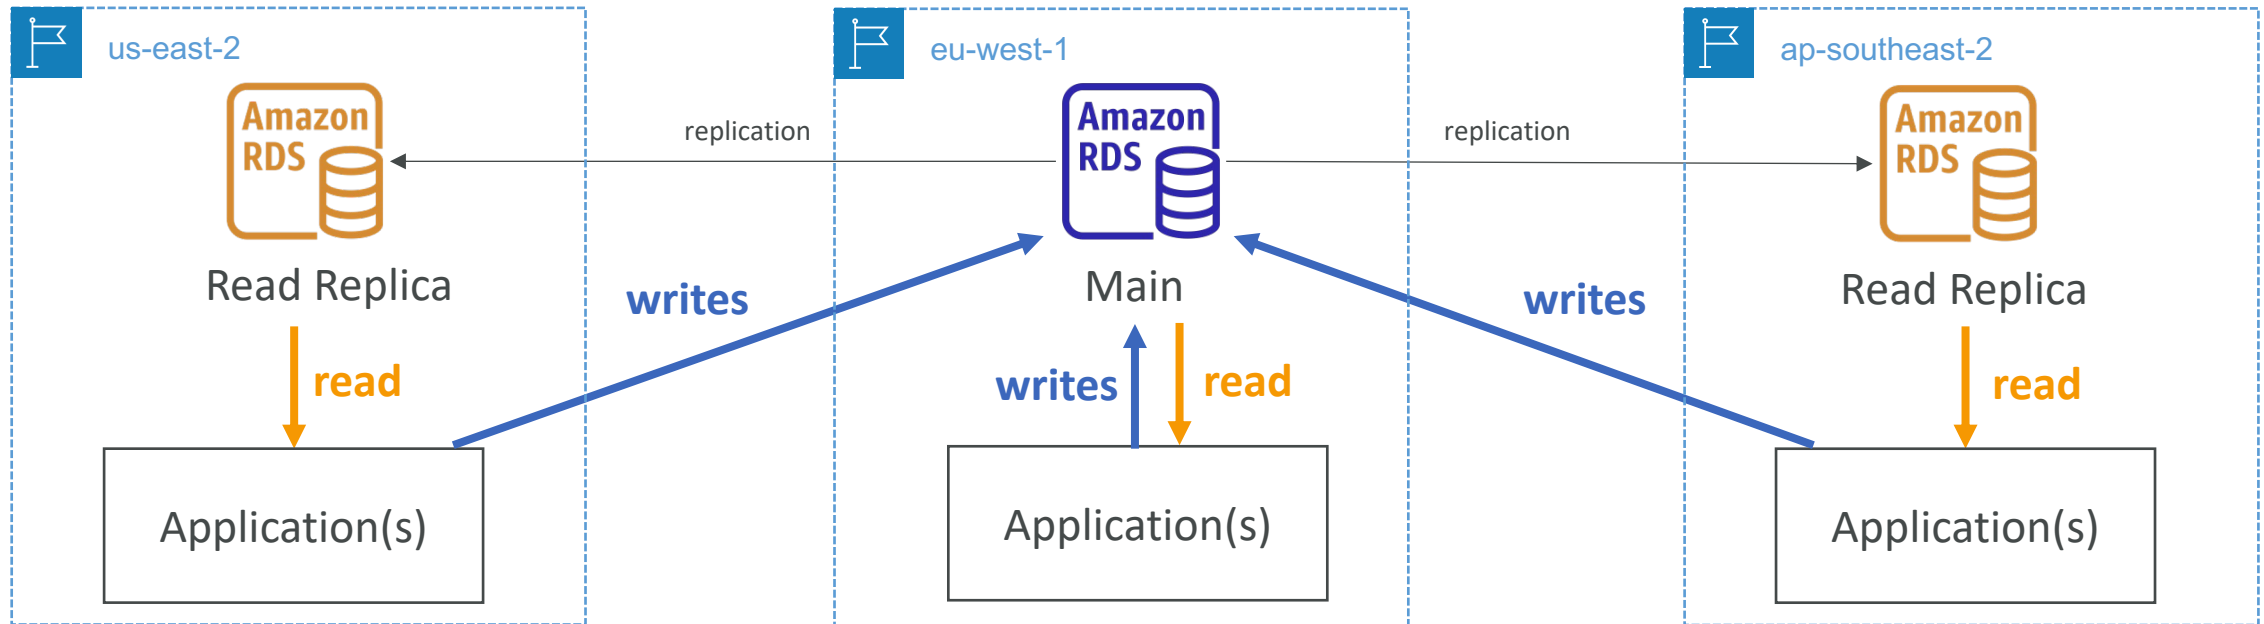 us-east-2
eu-west-1
ap-southeast-2
Amazon
RDS
replication
Amazon
RDS
replication
Amazon
RDS
Read Replica
writes
Main
writes
Read Replica
read
writes
read
read
Application(s)
Application(s)
Application(s)